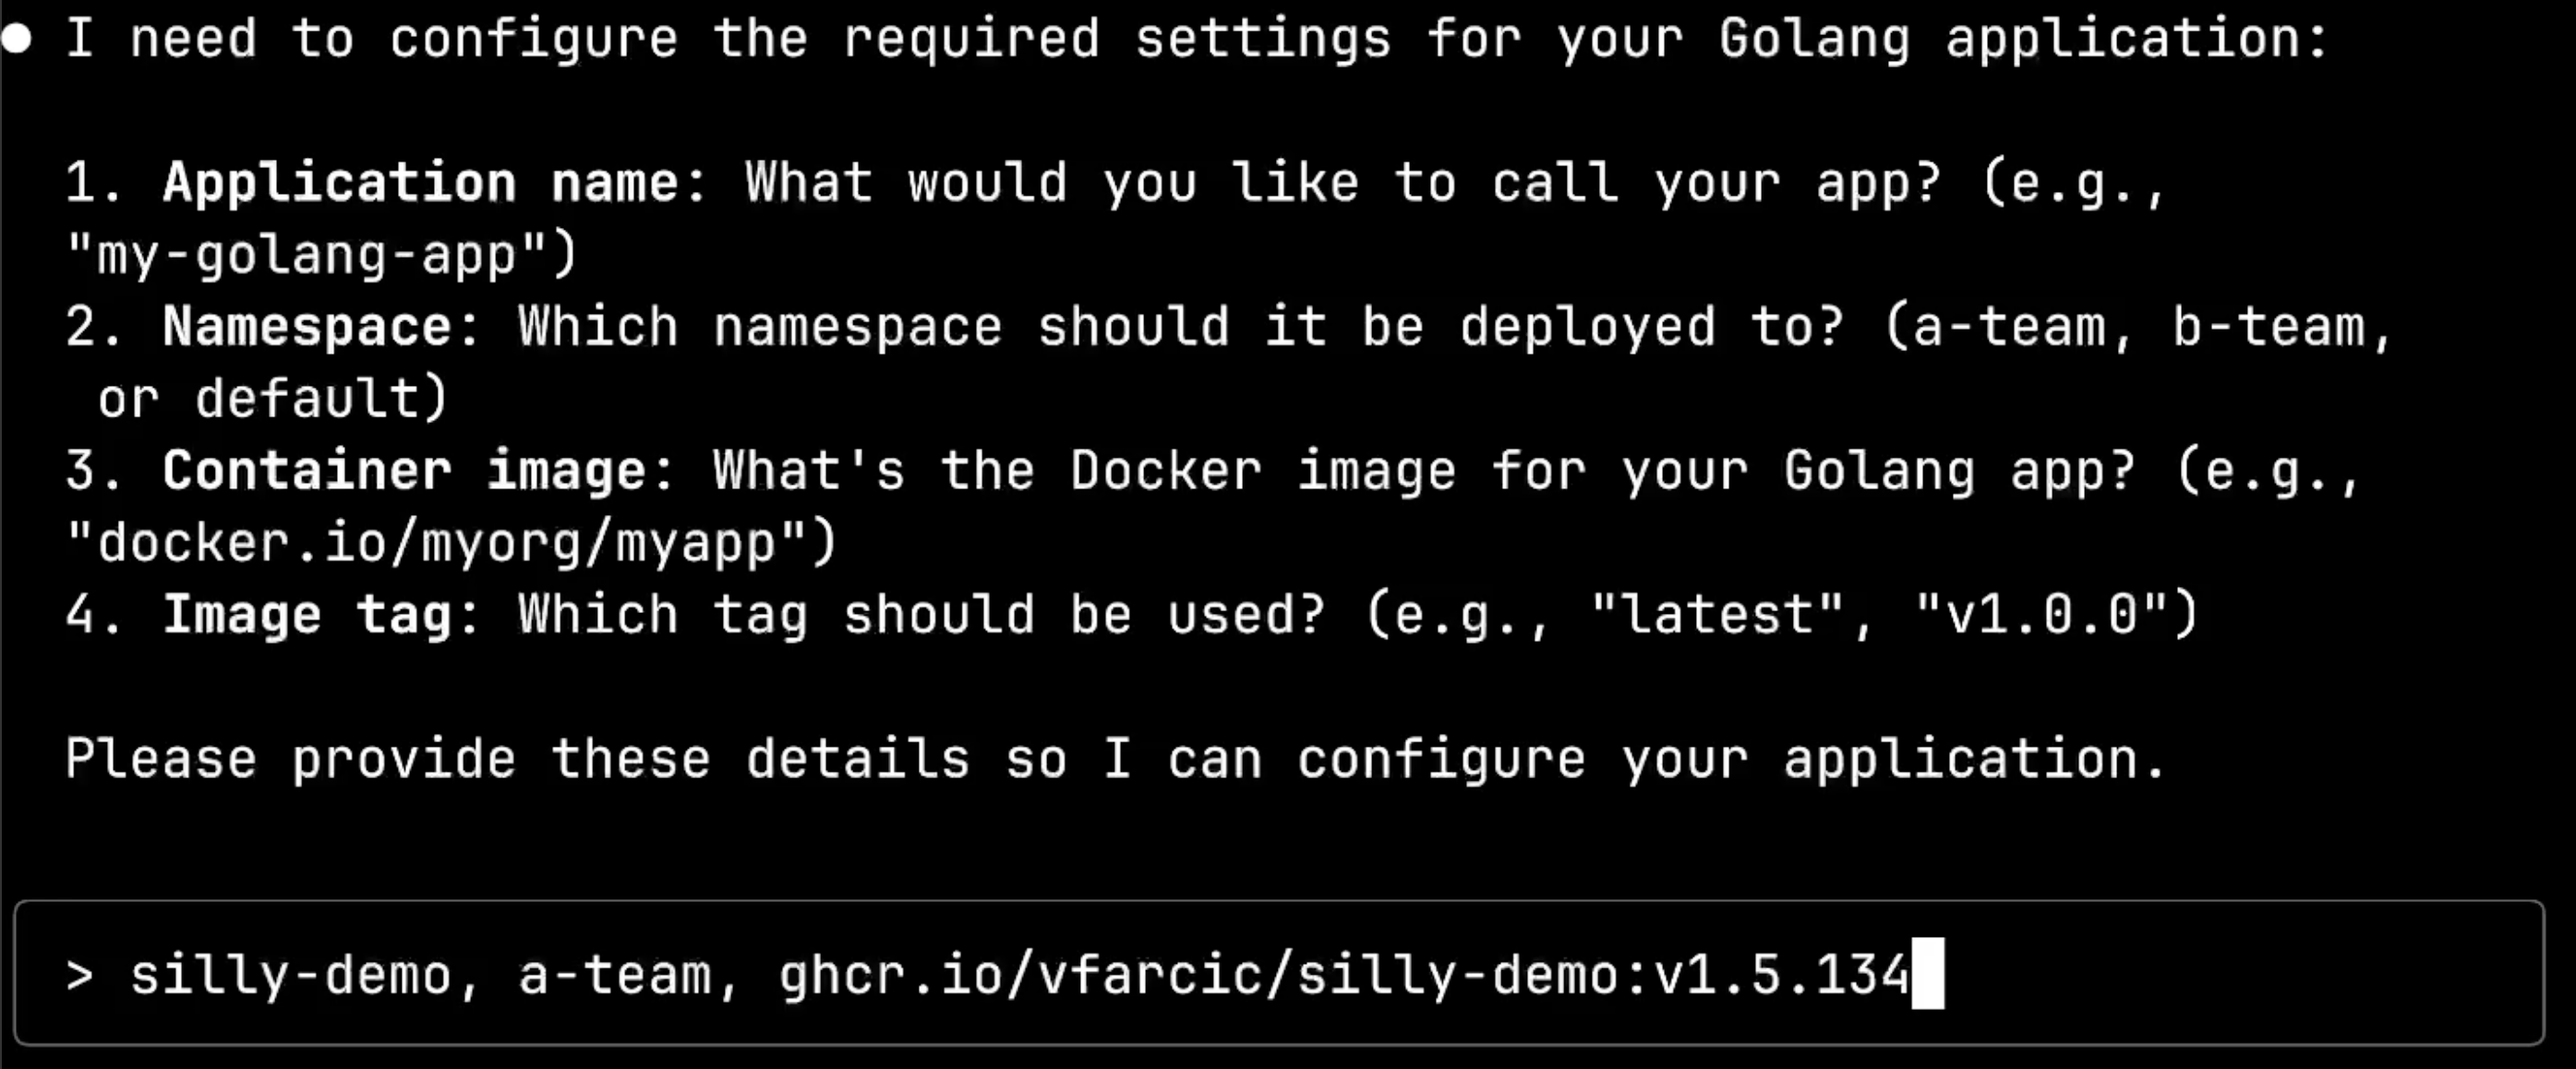 ● I need to configure the required settings for your Golang application:
1. Application name: What would you like to call your app? (e.g.,
"my-golang-app")
2. Namespace: Which namespace should it be deployed to? (a-team, b-team,
or default)
3. Container image: What's the Docker image for your Golang app? (e.g.,
"docker.io/myorg/myapp")
4. Image tag: Which tag should be used? (e.g., "latest", "v1.0.0")
Please provide these details so I can configure your application.
> silly-demo, a-team, ghcr.io/vfarcic/silly-demo:v1.5.134